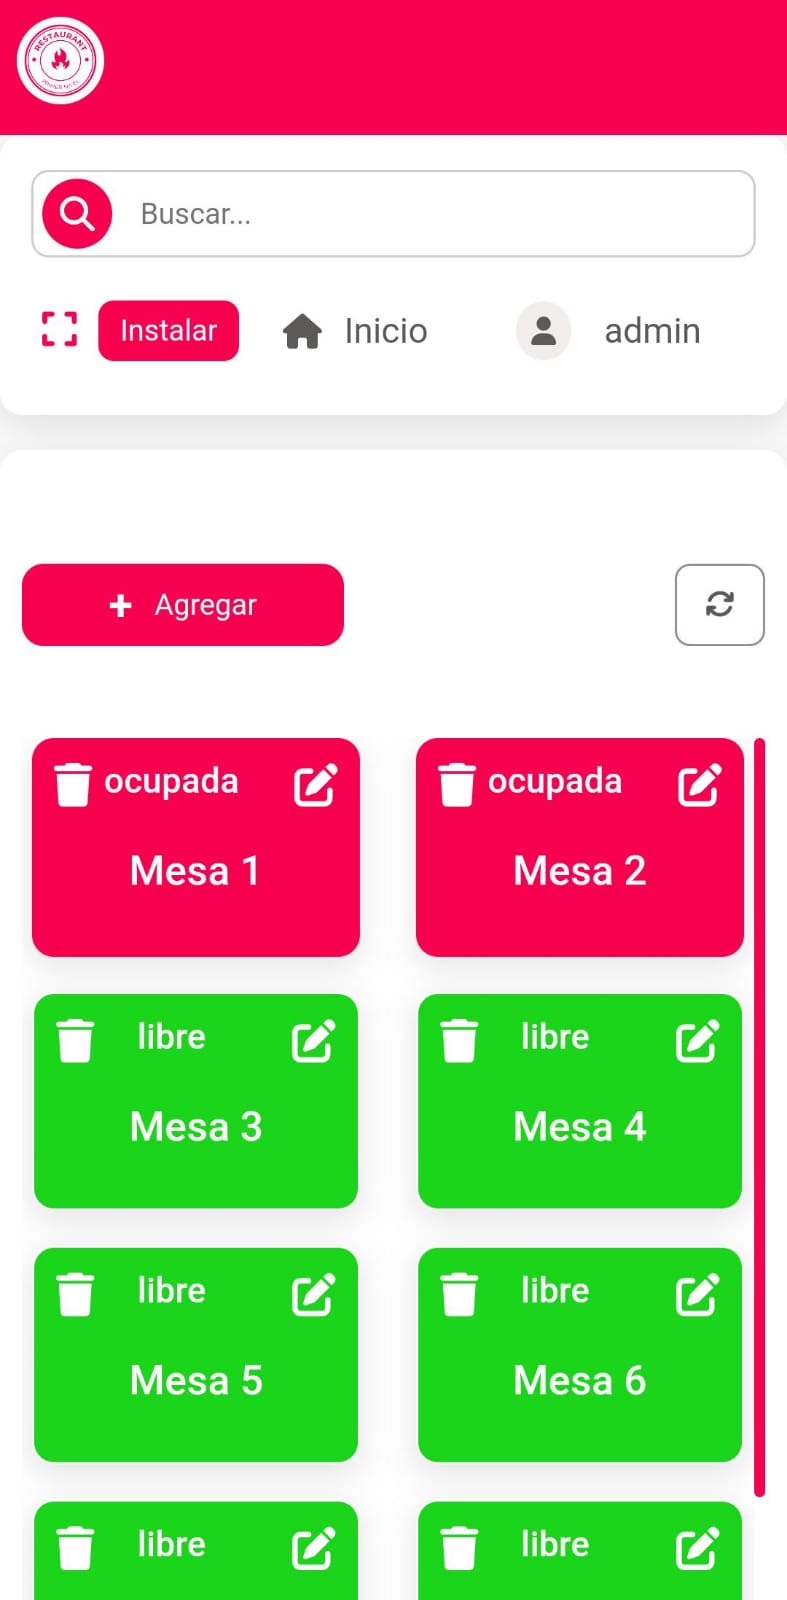 RESTAURANT
Buscar...
Instalar
Inicio
admin
Agregar
ocupada
Mesa 1
ocupada
Mesa 2
libre
Mesa 3
libre
Mesa 4
libre
Mesa 5
libre
Mesa 6
libre
libre